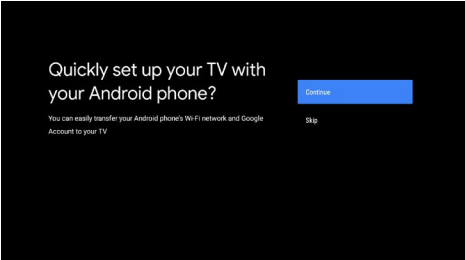 Quickly set up your TV with
your Android phone?
You can easily transfer your Android phone's Wi-Fi network and Google
Account to your TV
Continue
Skip